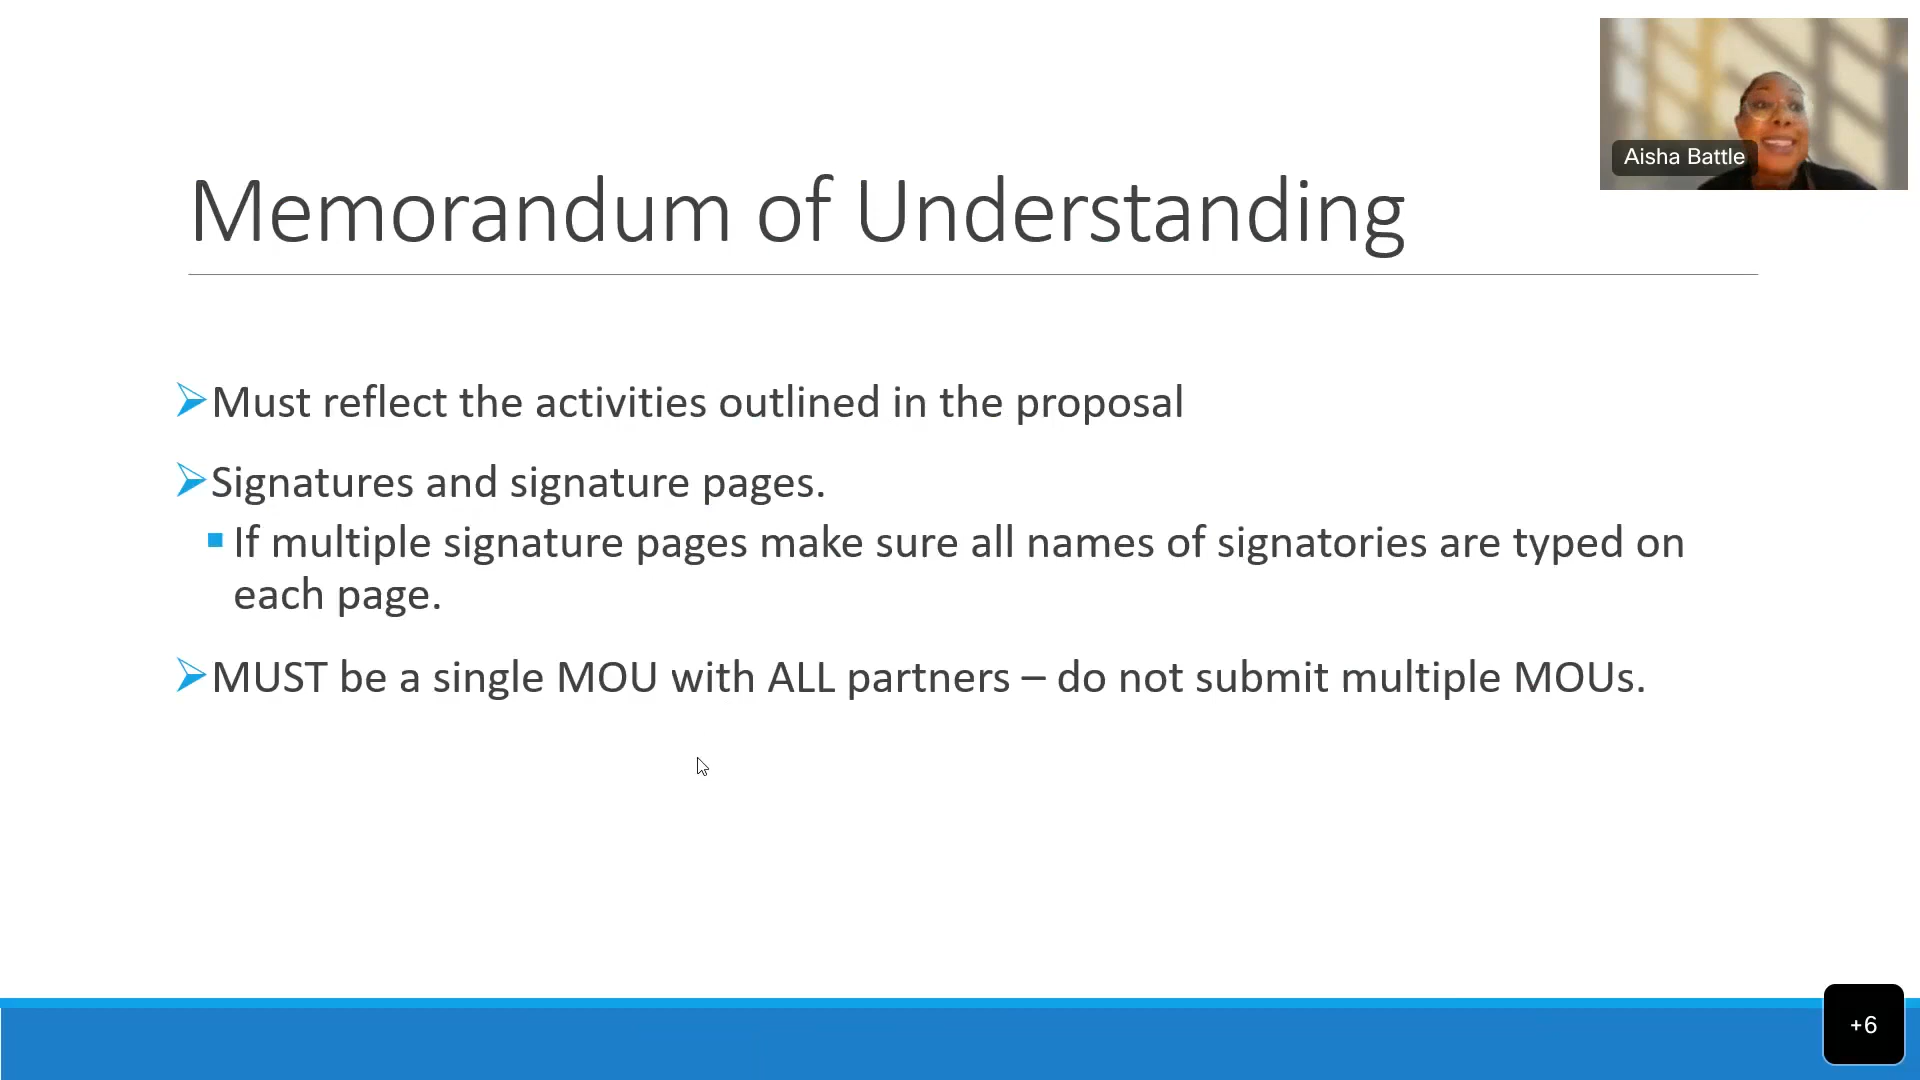 Aisha Battle
Memorandum of Understanding
Must reflect the activities outlined in the proposal
Signatures and signature pages.
If multiple signature pages make sure all names of signatories are typed on
each page.
MUST be a single MOU with ALL partners – do not submit multiple MOUs.
+6